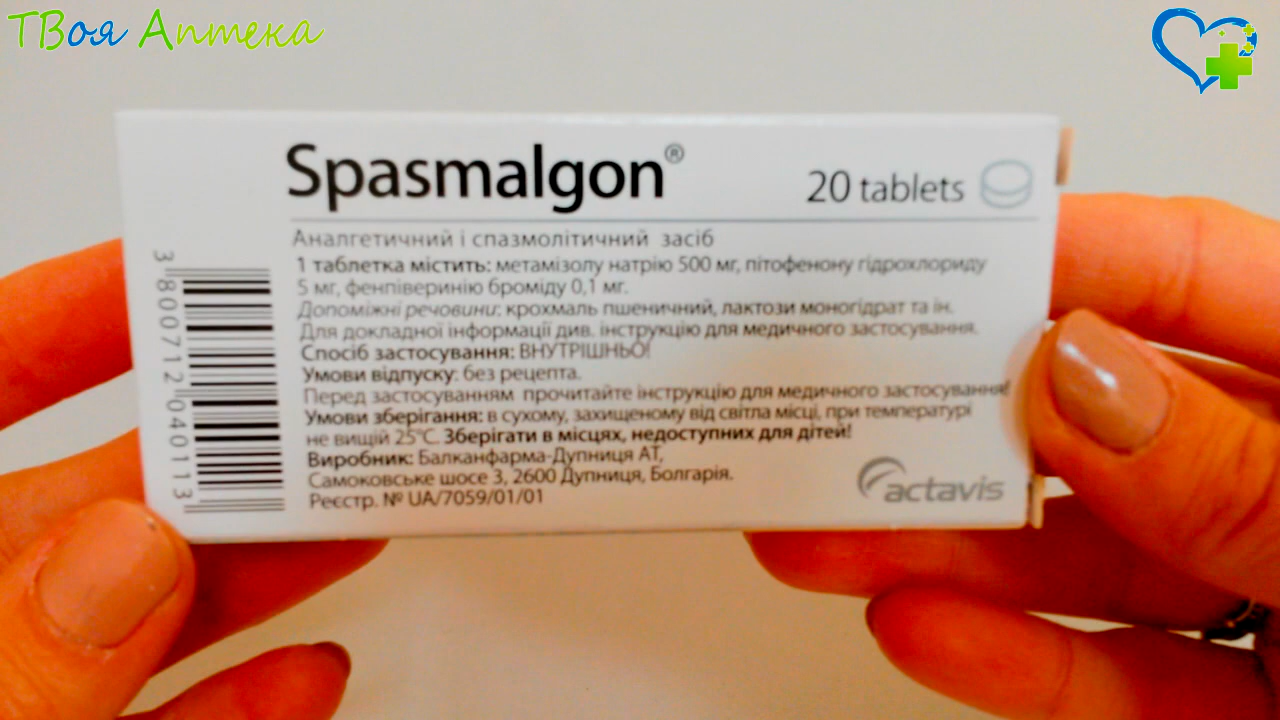 ТВоя Аптека
Spasmalgon®
20 tablets
Аналгетичний і спазмолітичний засіб
1 таблетка містить: метамізолу натрію 500 мг, пітофенону гідрохлориду
5 мг, фенпіверинію броміду 0,1 мг.
Допоміжні речовини: крохмаль пшеничний, лактози моногідрат та ін.
Для докладної інформації див. інструкцію для медичного застосування.
Спосіб застосування: ВНУТРІШНЬО!
Умови відпуску: без рецепта.
Перед застосуванням прочитайте інструкцію для медичного застосування!
Умови зберігання: в сухому, захищеному від світла місці, при температурі
не вищій 25°С. Зберігати в місцях, недоступних для дітей!
Виробник: Балканфарма-Дупниця АТ,
Самоковське шосе 3, 2600 Дупниця, Болгарія.
Реєстр. № UA/7059/01/01
actavis
3 800712 040113